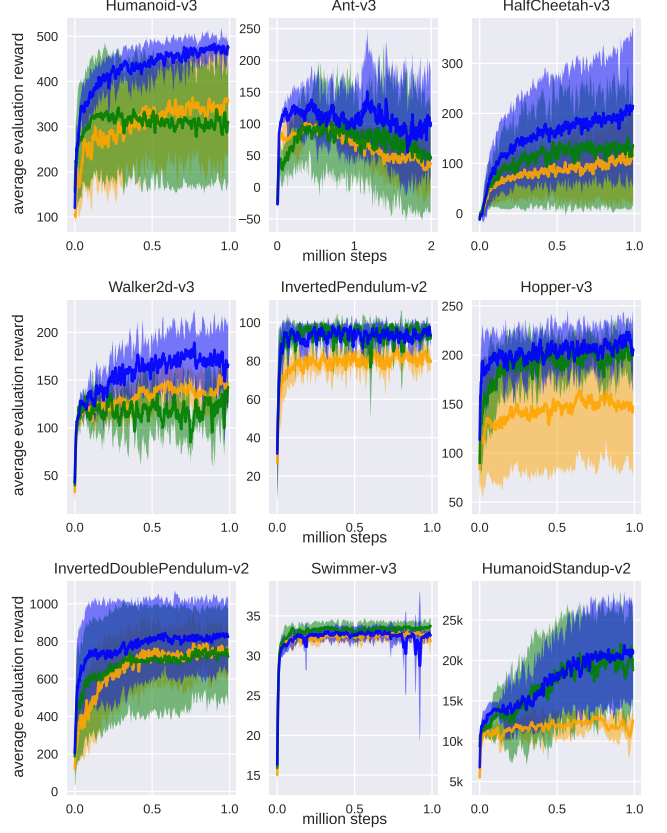 Humanoid-v3 Ant-v3 HalfCheetah-v3
average evaluation reward
500
400
300
200
100
0.0 0.5 1.0
250
200
150
100
50
0
−50
0 1 2
million steps
300
200
100
0
0.0 0.5 1.0
Walker2d-v3 InvertedPendulum-v2 Hopper-v3
average evaluation reward
200
150
100
50
0.0 0.5 1.0
100
80
60
40
20
0.0 0.5 1.0
million steps
250
200
150
100
50
0.0 0.5 1.0
InvertedDoublePendulum-v2 Swimmer-v3 HumanoidStandup-v2
average evaluation reward
1000
800
600
400
200
0
0.0 0.5 1.0
35
30
25
20
15
0.0 0.5 1.0
million steps
25k
20k
15k
10k
5k
0.0 0.5 1.0